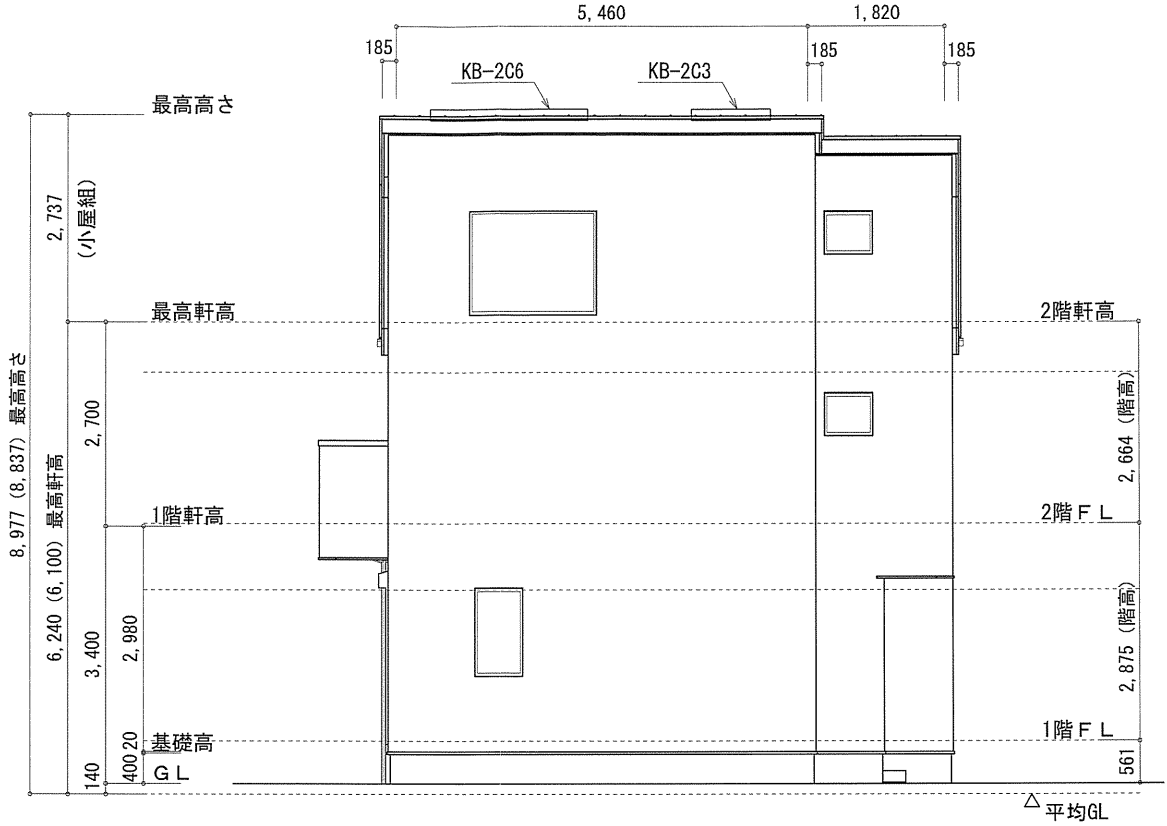 5,460
1,820
185
185
185
KB-2C6
KB-2C3
最高高さ
2,737
(小屋組)
最高軒高
2階軒高
8,977 (8,837) 最高高さ
6,240 (6,100) 最高軒高
2,700
2,664 (階高)
1階軒高
2階ＦＬ
3,400
2,980
2,875 (階高)
20
基礎高
1階ＦＬ
400
ＧＬ
140
561
△ 平均GL